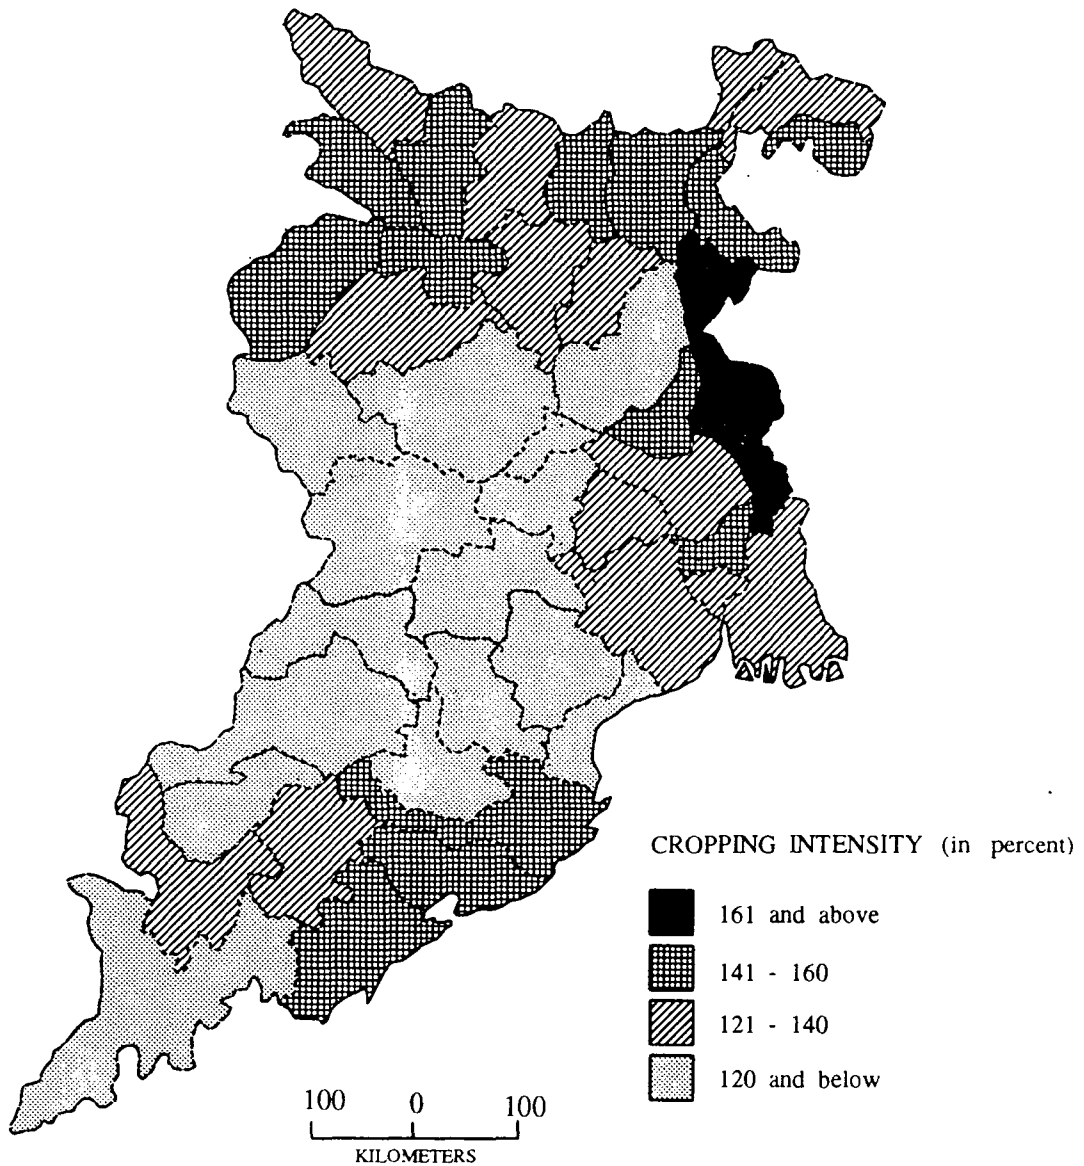 CROPPING INTENSITY (in percent)
161 and above
141 - 160
121 - 140
120 and below
100 0 100
KILOMETERS